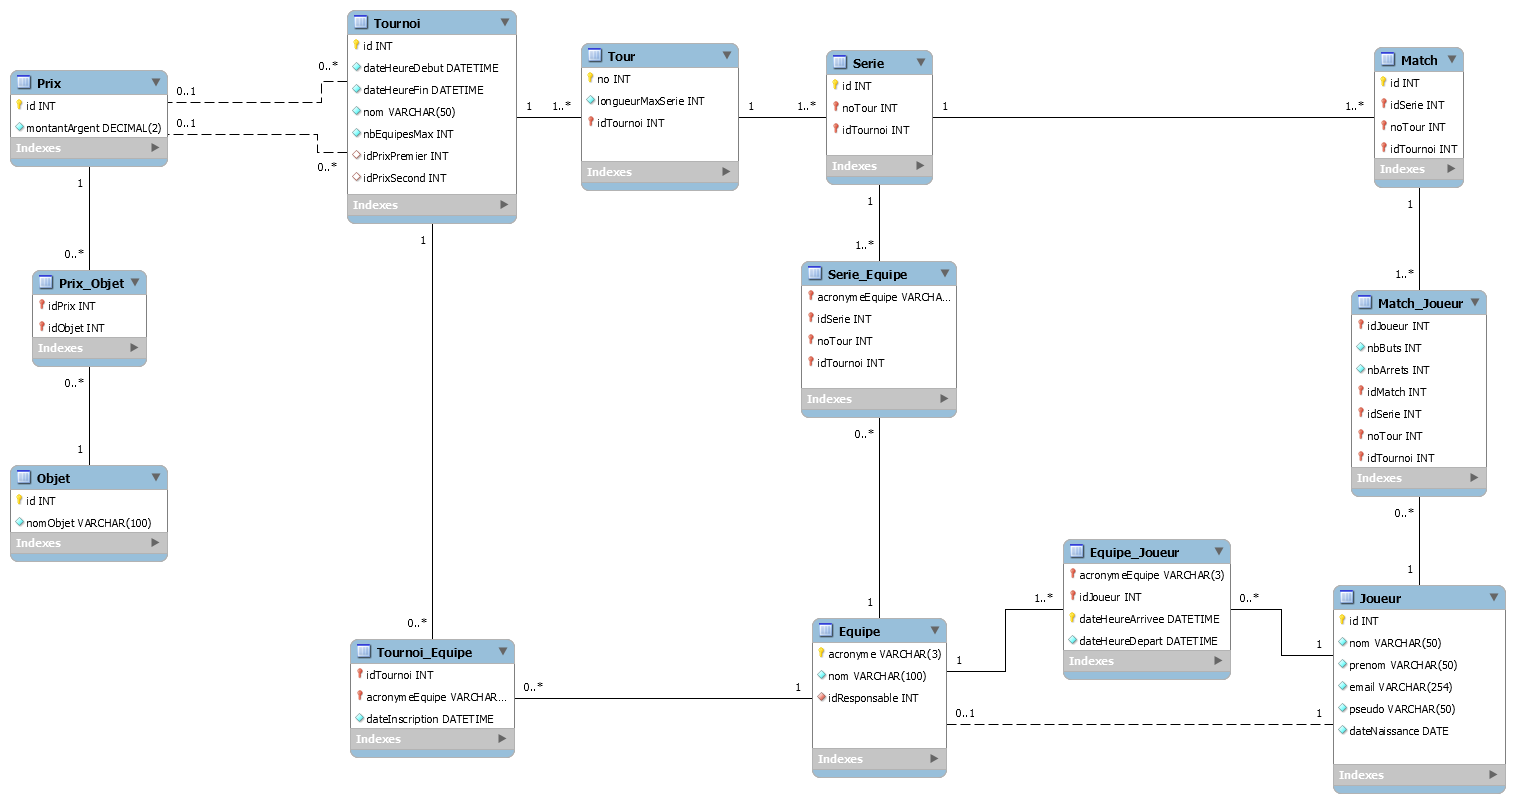 Tournoi
id INT
dateHeureDebut DATETIME
dateHeureFin DATETIME
nom VARCHAR(50)
nbEquipesMax INT
idPrixPremier INT
idPrixSecond INT
Indexes
Tour
no INT
longueurMaxSerie INT
idTournoi INT
Indexes
Serie
id INT
noTour INT
idTournoi INT
Indexes
Match
id INT
idSerie INT
noTour INT
idTournoi INT
Indexes
Prix
id INT
montantArgent DECIMAL(2)
Indexes
0..1
0..*
0..1
0..*
1
1..*
1
1..*
1
1..*
1
0..*
1
1..*
1
1..*
1
0..*
Prix_Objet
idPrix INT
idObjet INT
Indexes
0..*
1
Serie_Equipe
acronymeEquipe VARCHA...
idSerie INT
noTour INT
idTournoi INT
Indexes
0..*
1
Match_Joueur
idJoueur INT
nbButs INT
nbArrets INT
idMatch INT
idSerie INT
noTour INT
idTournoi INT
Indexes
0..*
1
Objet
id INT
nomObjet VARCHAR(100)
Indexes
Equipe_Joueur
acronymeEquipe VARCHAR(3)
idJoueur INT
dateHeureArrivee DATETIME
dateHeureDepart DATETIME
Indexes
1..*
1
0..*
1
Tournoi_Equipe
idTournoi INT
acronymeEquipe VARCHAR...
dateInscription DATETIME
Indexes
0..*
1
Equipe
acronyme VARCHAR(3)
nom VARCHAR(100)
idResponsable INT
Indexes
0..1
1
Joueur
id INT
nom VARCHAR(50)
prenom VARCHAR(50)
email VARCHAR(254)
pseudo VARCHAR(50)
dateNaissance DATE
Indexes